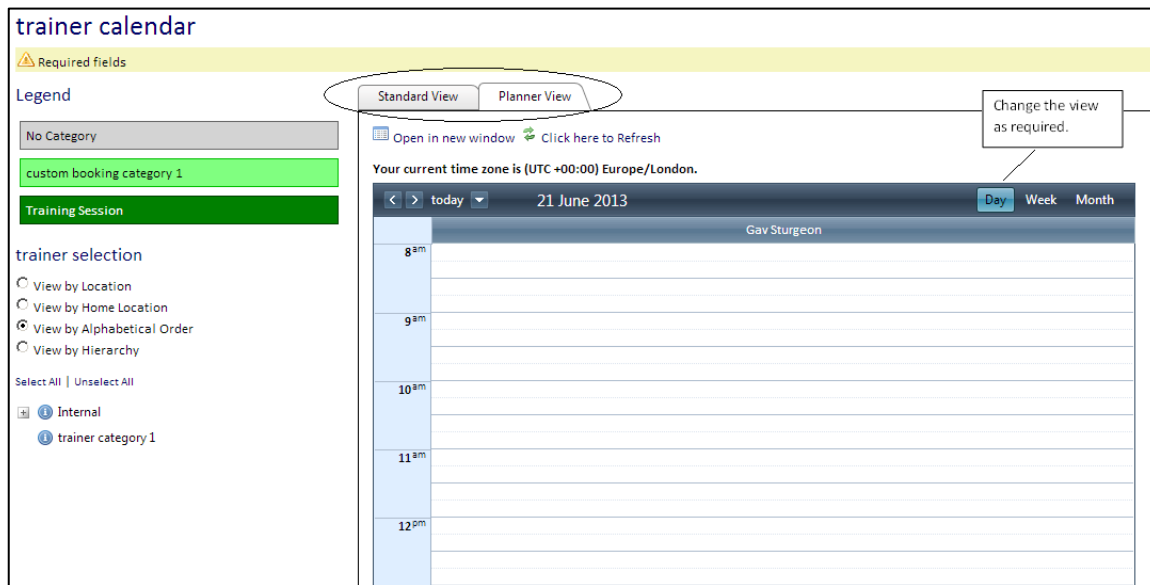 trainer calendar
Required fields
Legend
No Category
custom booking category 1
Training Session
trainer selection
View by Location
View by Home Location
View by Alphabetical Order
View by Hierarchy
Select All | Unselect All
Internal
trainer category 1
Standard View Planner View
Change the view
as required.
Open in new window Click here to Refresh
Your current time zone is (UTC +00:00) Europe/London.
today 21 June 2013 Day Week Month
Gav Sturgeon
8am
9am
10am
11am
12pm